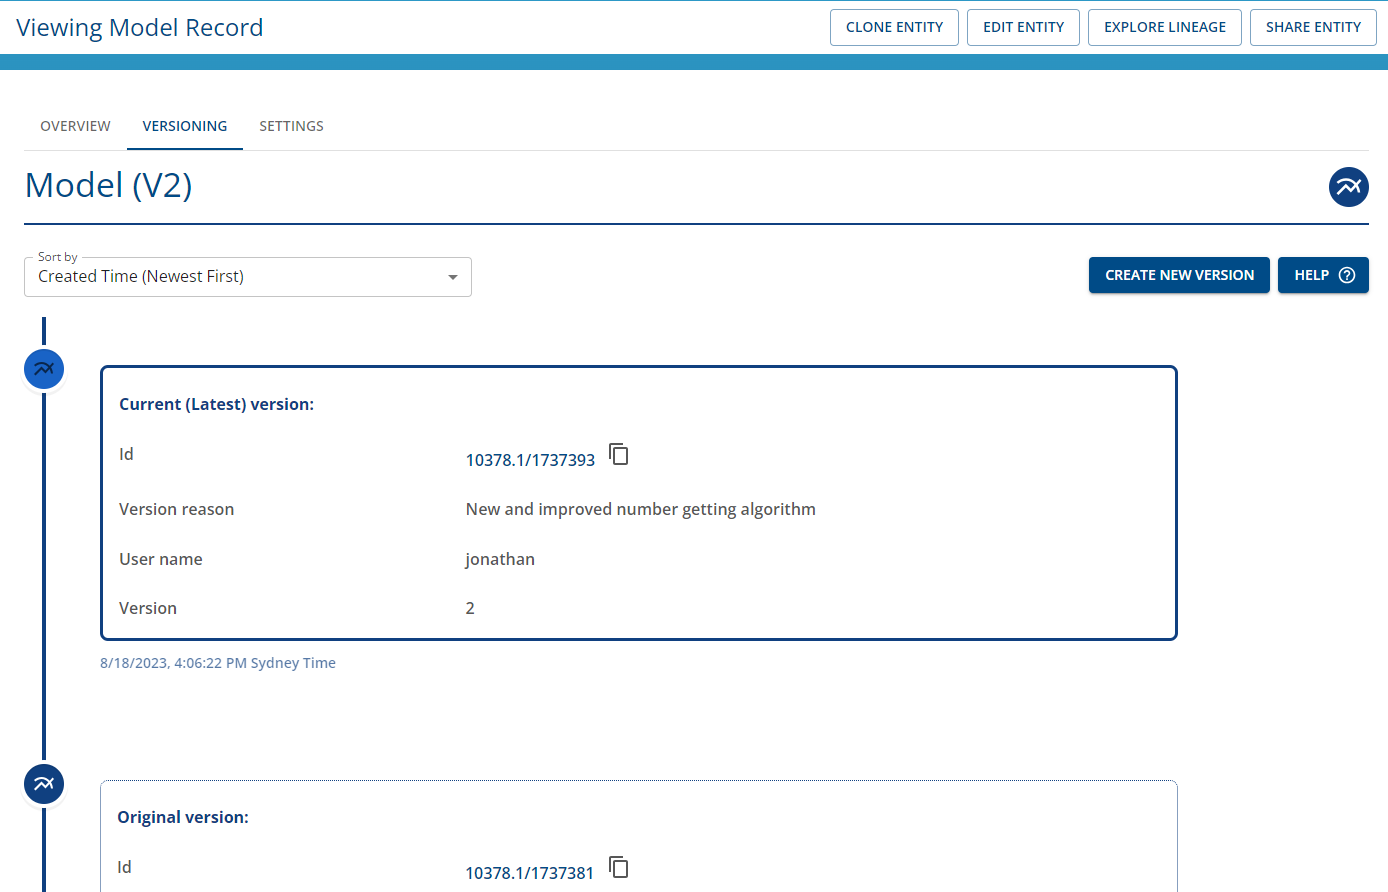 Viewing Model Record
CLONE ENTITY
EDIT ENTITY
EXPLORE LINEAGE
SHARE ENTITY
OVERVIEW
VERSIONING
SETTINGS
Model (V2)
Sort by
Created Time (Newest First)
CREATE NEW VERSION
HELP
Current (Latest) version:
Id 10378.1/1737393
Version reason New and improved number getting algorithm
User name jonathan
Version 2
8/18/2023, 4:06:22 PM Sydney Time
Original version:
Id 10378.1/1737381